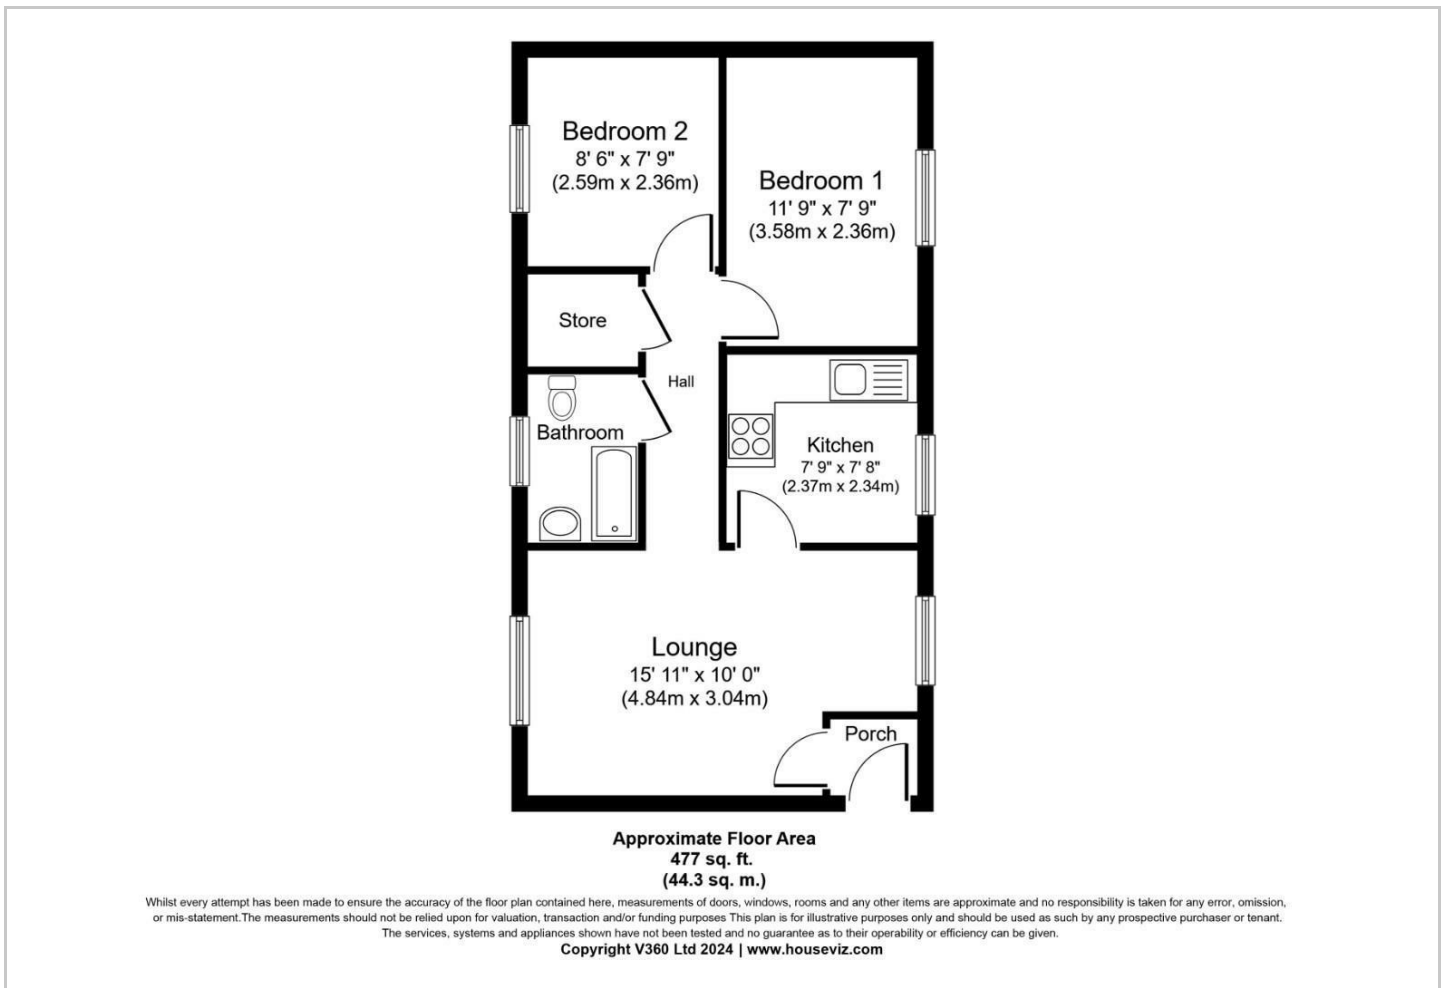 Bedroom 2
8' 6" x 7' 9"
(2.59m x 2.36m)
Bedroom 1
11' 9" x 7' 9"
(3.58m x 2.36m)
Store
Hall
Bathroom
Kitchen
7' 9" x 7' 8"
(2.37m x 2.34m)
Lounge
15' 11" x 10' 0"
(4.84m x 3.04m)
Porch
Approximate Floor Area
477 sq. ft.
(44.3 sq. m.)
Whilst every attempt has been made to ensure the accuracy of the floor plan contained here, measurements of doors, windows, rooms and any other items are approximate and no responsibility is taken for any error, omission,
or mis-statement.The measurements should not be relied upon for valuation, transaction and/or funding purposes This plan is for illustrative purposes only and should be used as such by any prospective purchaser or tenant.
The services, systems and appliances shown have not been tested and no guarantee as to their operability or efficiency can be given.
Copyright V360 Ltd 2024 | www.houseviz.com